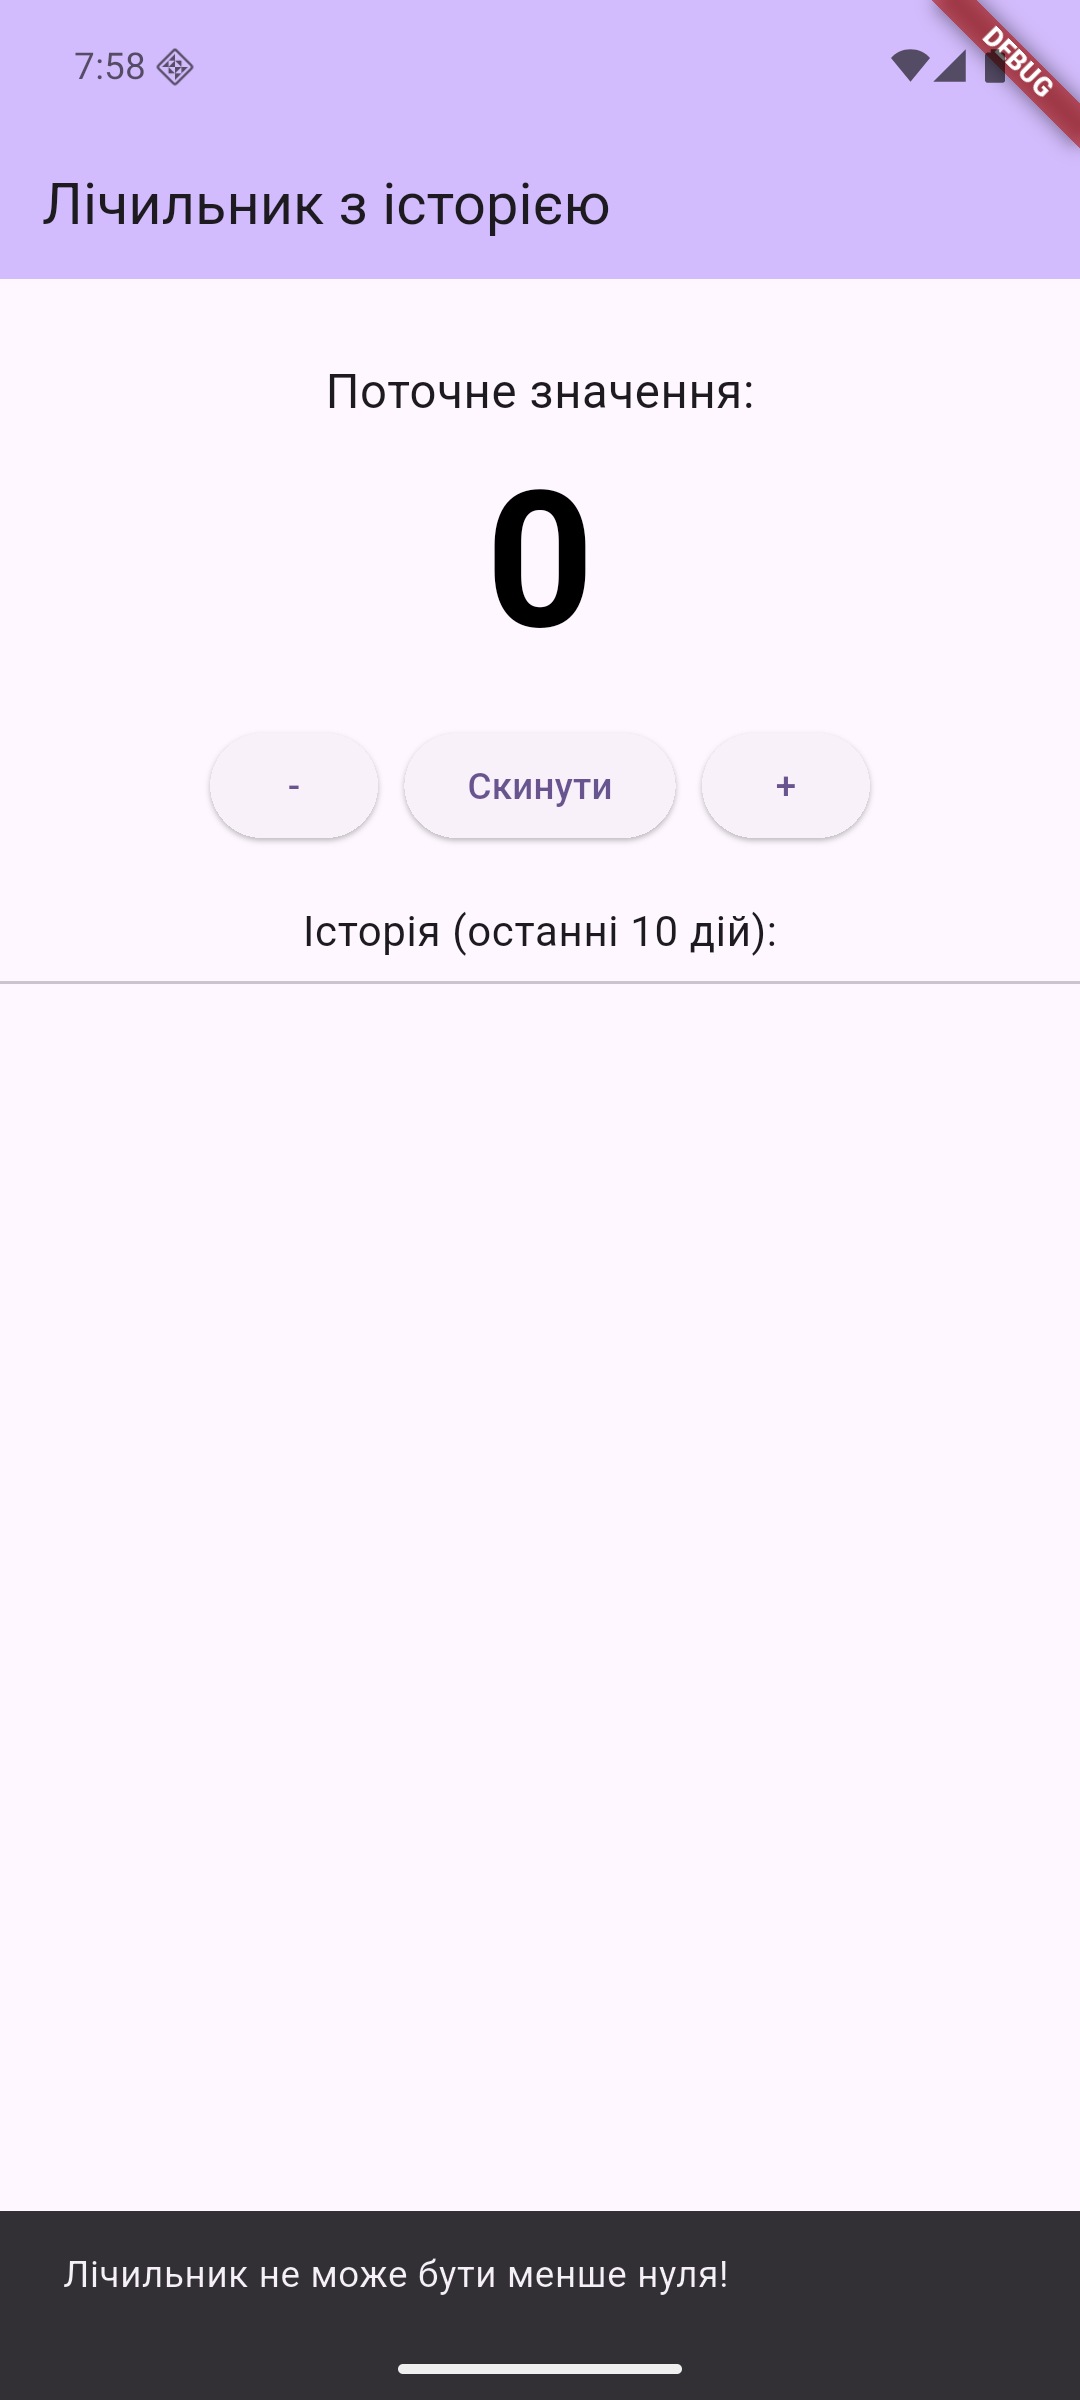 7:58
DEBUG
Лічильник з історією
Поточне значення:
0
- Скинути +
Історія (останні 10 дій):
Лічильник не може бути менше нуля!